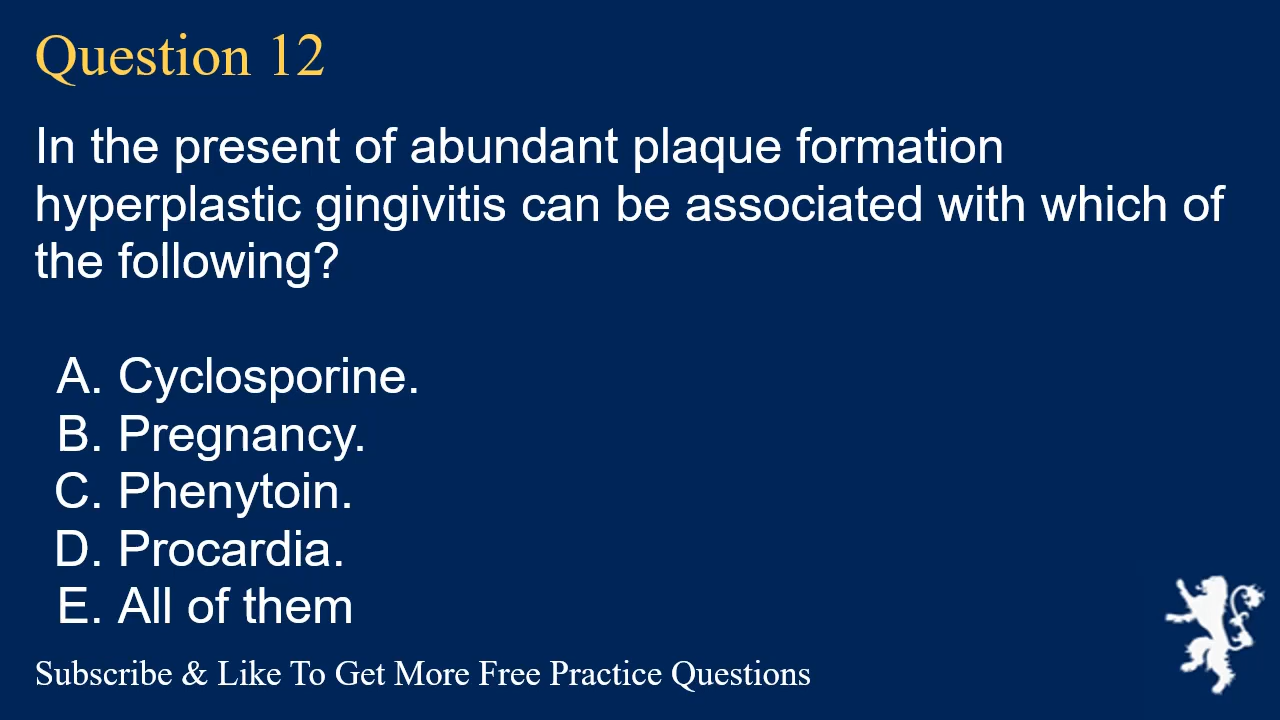 Question 12
In the present of abundant plaque formation
hyperplastic gingivitis can be associated with which of
the following?
A. Cyclosporine.
B. Pregnancy.
C. Phenytoin.
D. Procardia.
E. All of them
Subscribe & Like To Get More Free Practice Questions